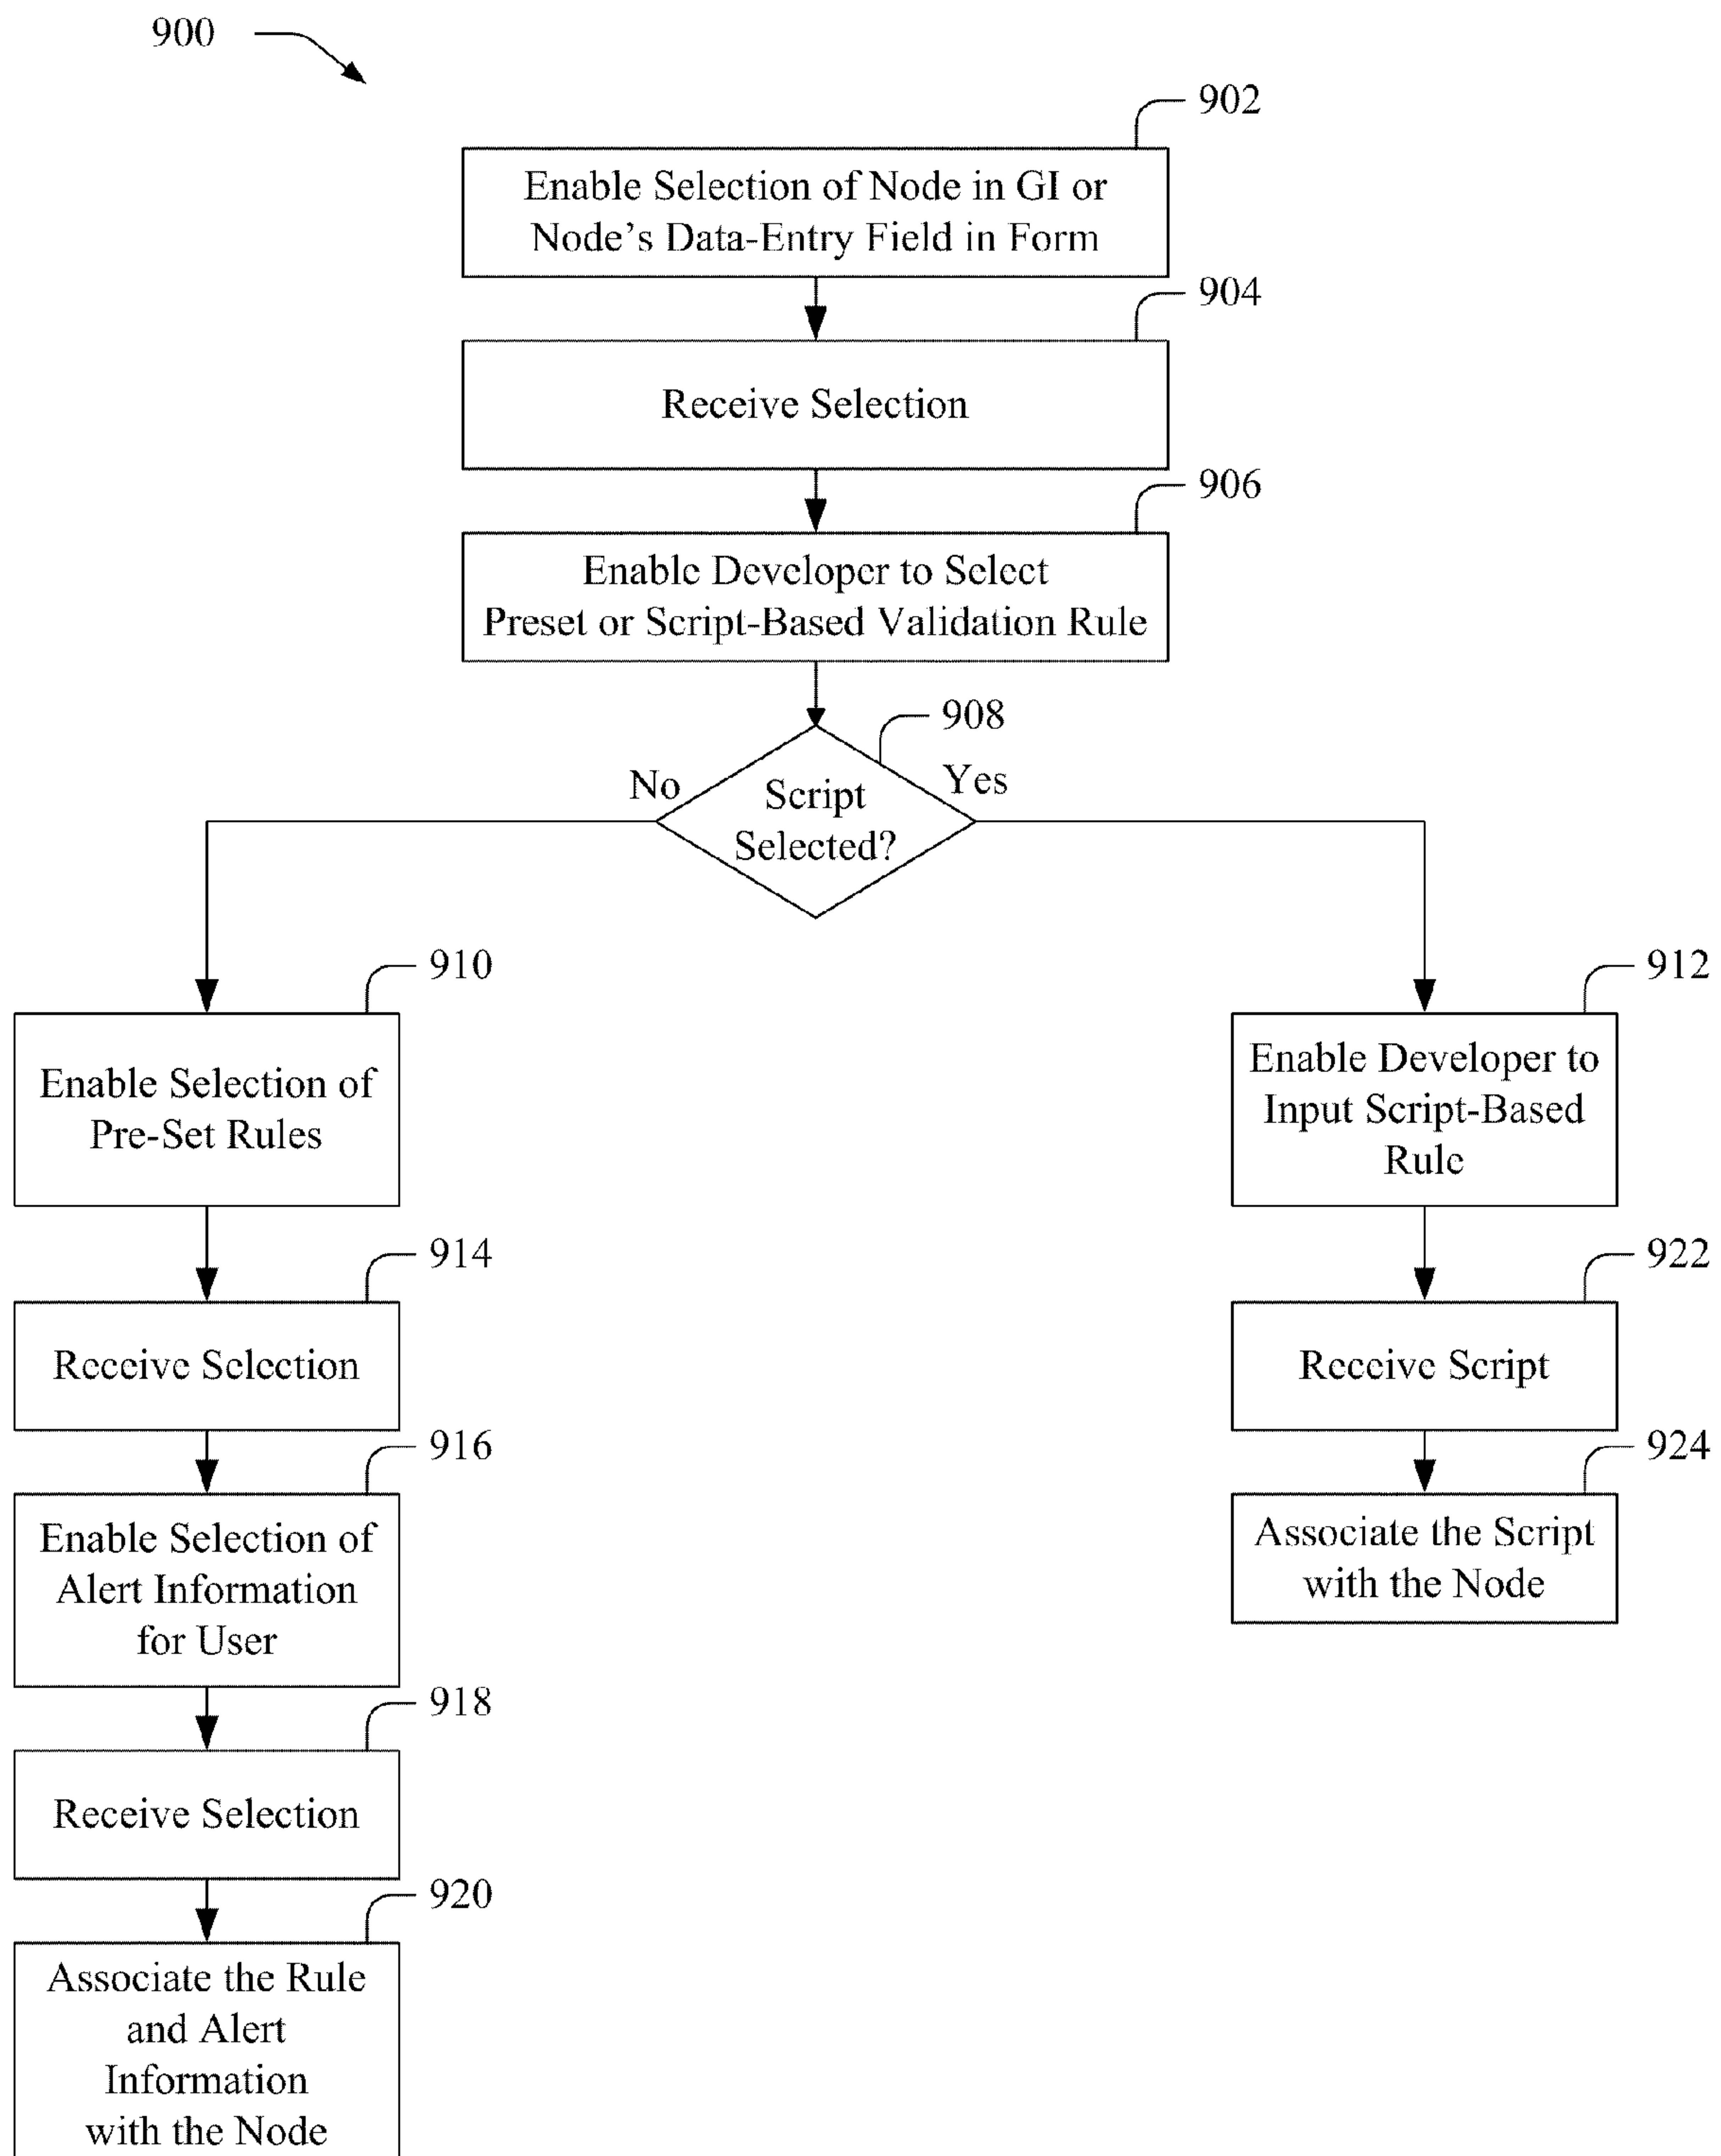 900
902
Enable Selection of Node in GI or
Node's Data-Entry Field in Form
904
Receive Selection
906
Enable Developer to Select
Preset or Script-Based Validation Rule
908
No
Yes
Script
Selected?
910
Enable Selection of
Pre-Set Rules
912
Enable Developer to
Input Script-Based
Rule
914
Receive Selection
922
Receive Script
916
Enable Selection of
Alert Information
for User
924
Associate the Script
with the Node
918
Receive Selection
920
Associate the Rule
and Alert
Information
with the Node